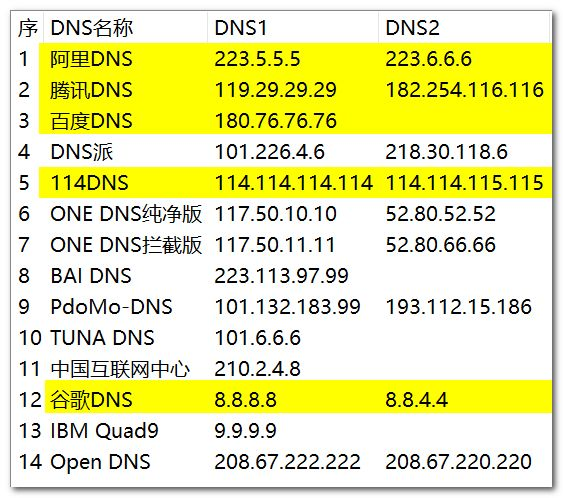 序 DNS名称 DNS1 DNS2
1 阿里DNS 223.5.5.5 223.6.6.6
2 腾讯DNS 119.29.29.29 182.254.116.116
3 百度DNS 180.76.76.76
4 DNS派 101.226.4.6 218.30.118.6
5 114DNS 114.114.114.114 114.114.115.115
6 ONE DNS纯净版 117.50.10.10 52.80.52.52
7 ONE DNS拦截版 117.50.11.11 52.80.66.66
8 BAI DNS 223.113.97.99
9 PdoMo-DNS 101.132.183.99 193.112.15.186
10 TUNA DNS 101.6.6.6
11 中国互联网中心 210.2.4.8
12 谷歌DNS 8.8.8.8 8.8.4.4
13 IBM Quad9 9.9.9.9
14 Open DNS 208.67.222.222 208.67.220.220